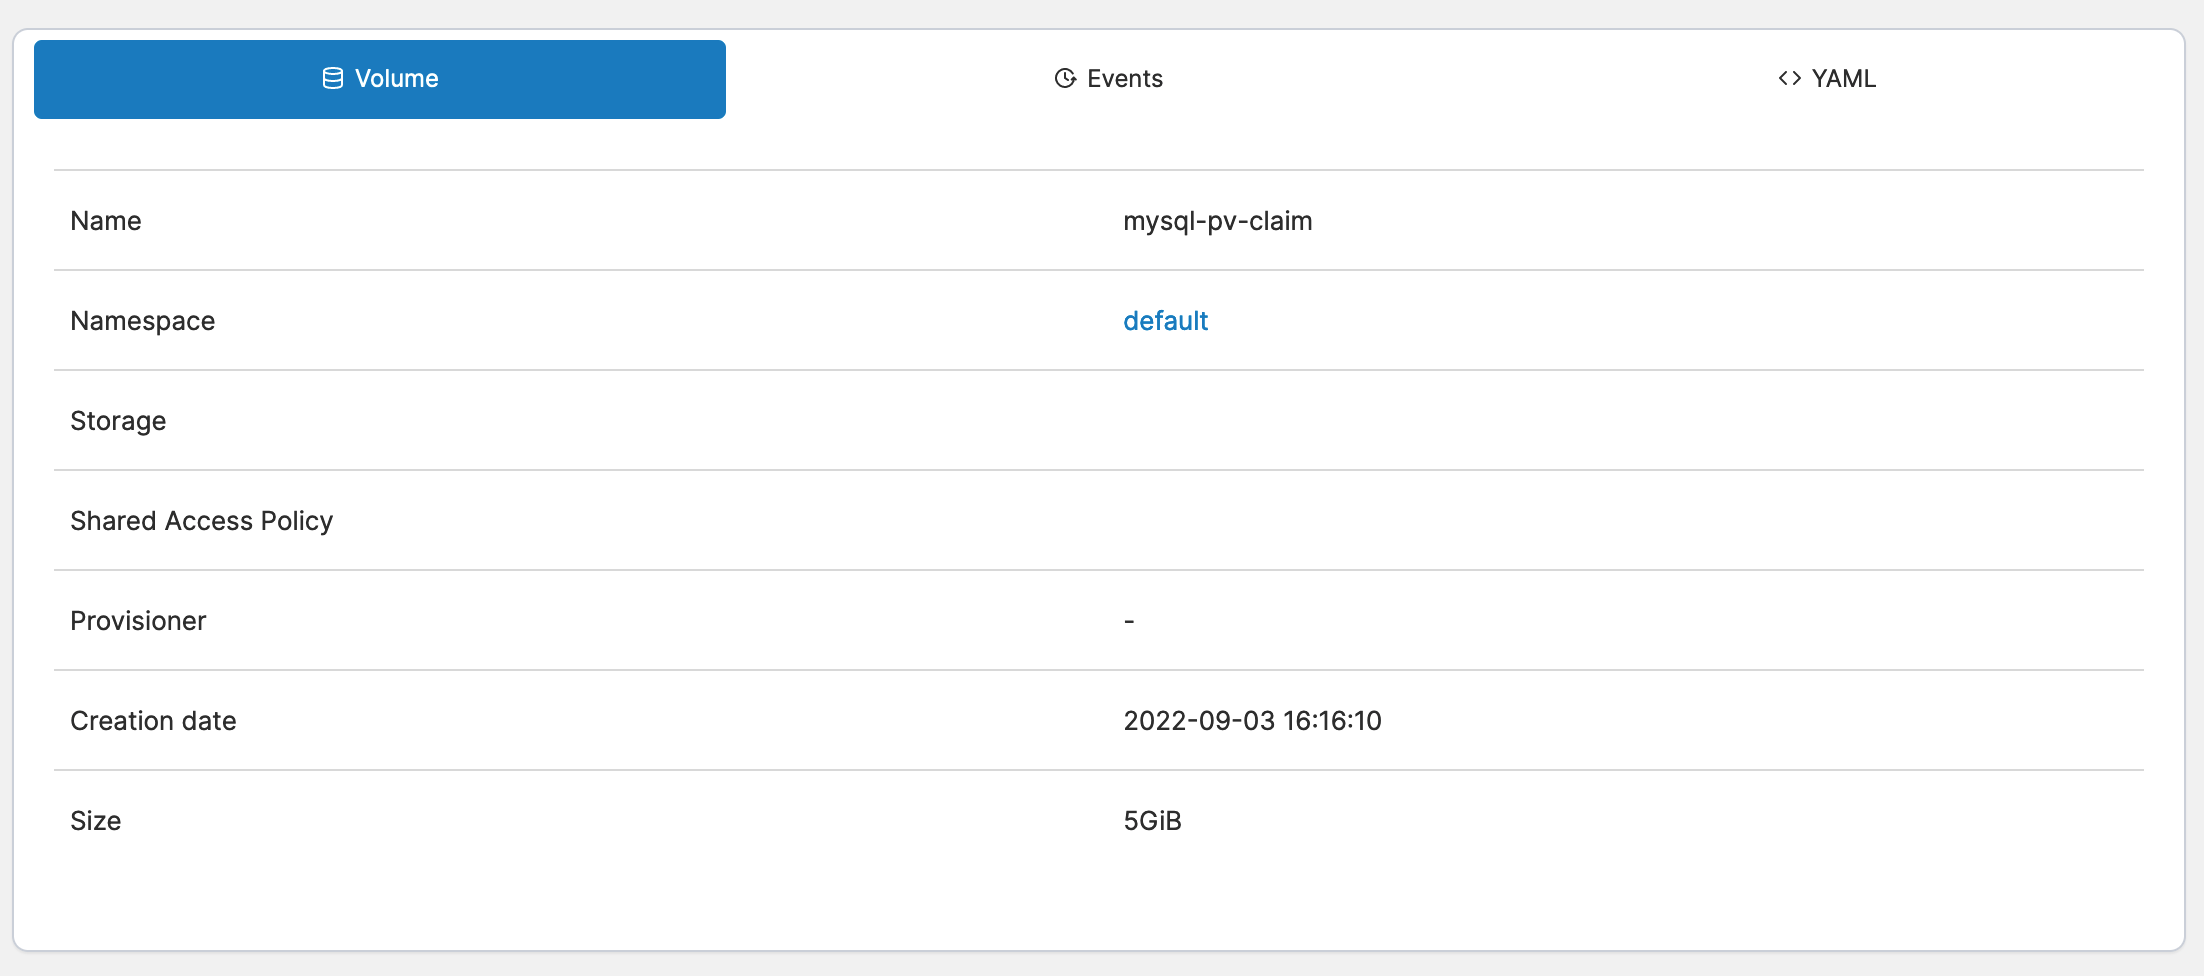 Volume
Events
YAML
Name
mysql-pv-claim
Namespace
default
Storage
Shared Access Policy
Provisioner
-
Creation date
2022-09-03 16:16:10
Size
5GiB